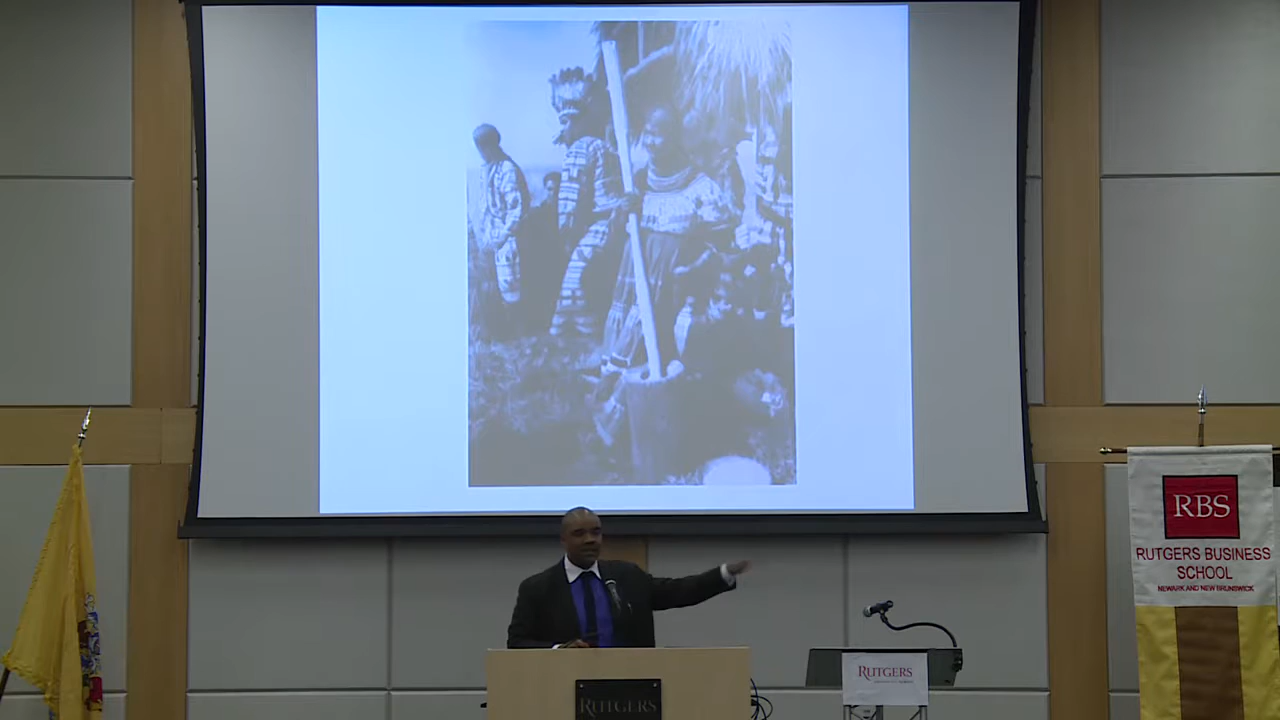 RBS
RUTGERS BUSINESS
SCHOOL
NEWARK AND NEW BRUNSWICK
RUTGERS
RUTGERS